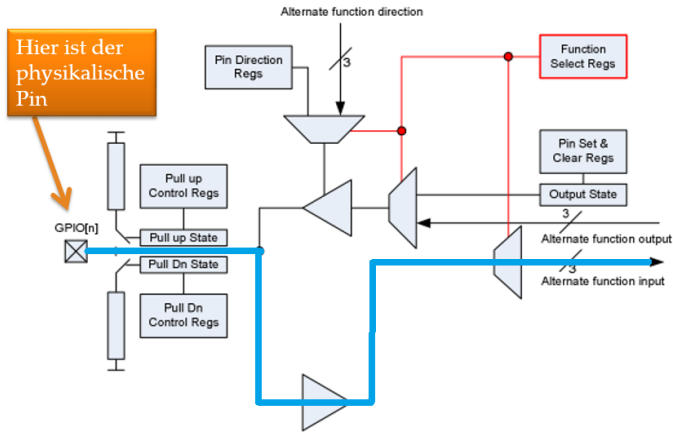 Alternate function direction
Hier ist der
physikalische
Pin
Pin Direction
Regs
3
Function
Select Regs
Pin Set &
Clear Regs
Pull up
Control Regs
Output State
GPIO[n]
Pull up State
3
Alternate function output
Pull Dn State
3
Alternate function input
Pull Dn
Control Regs